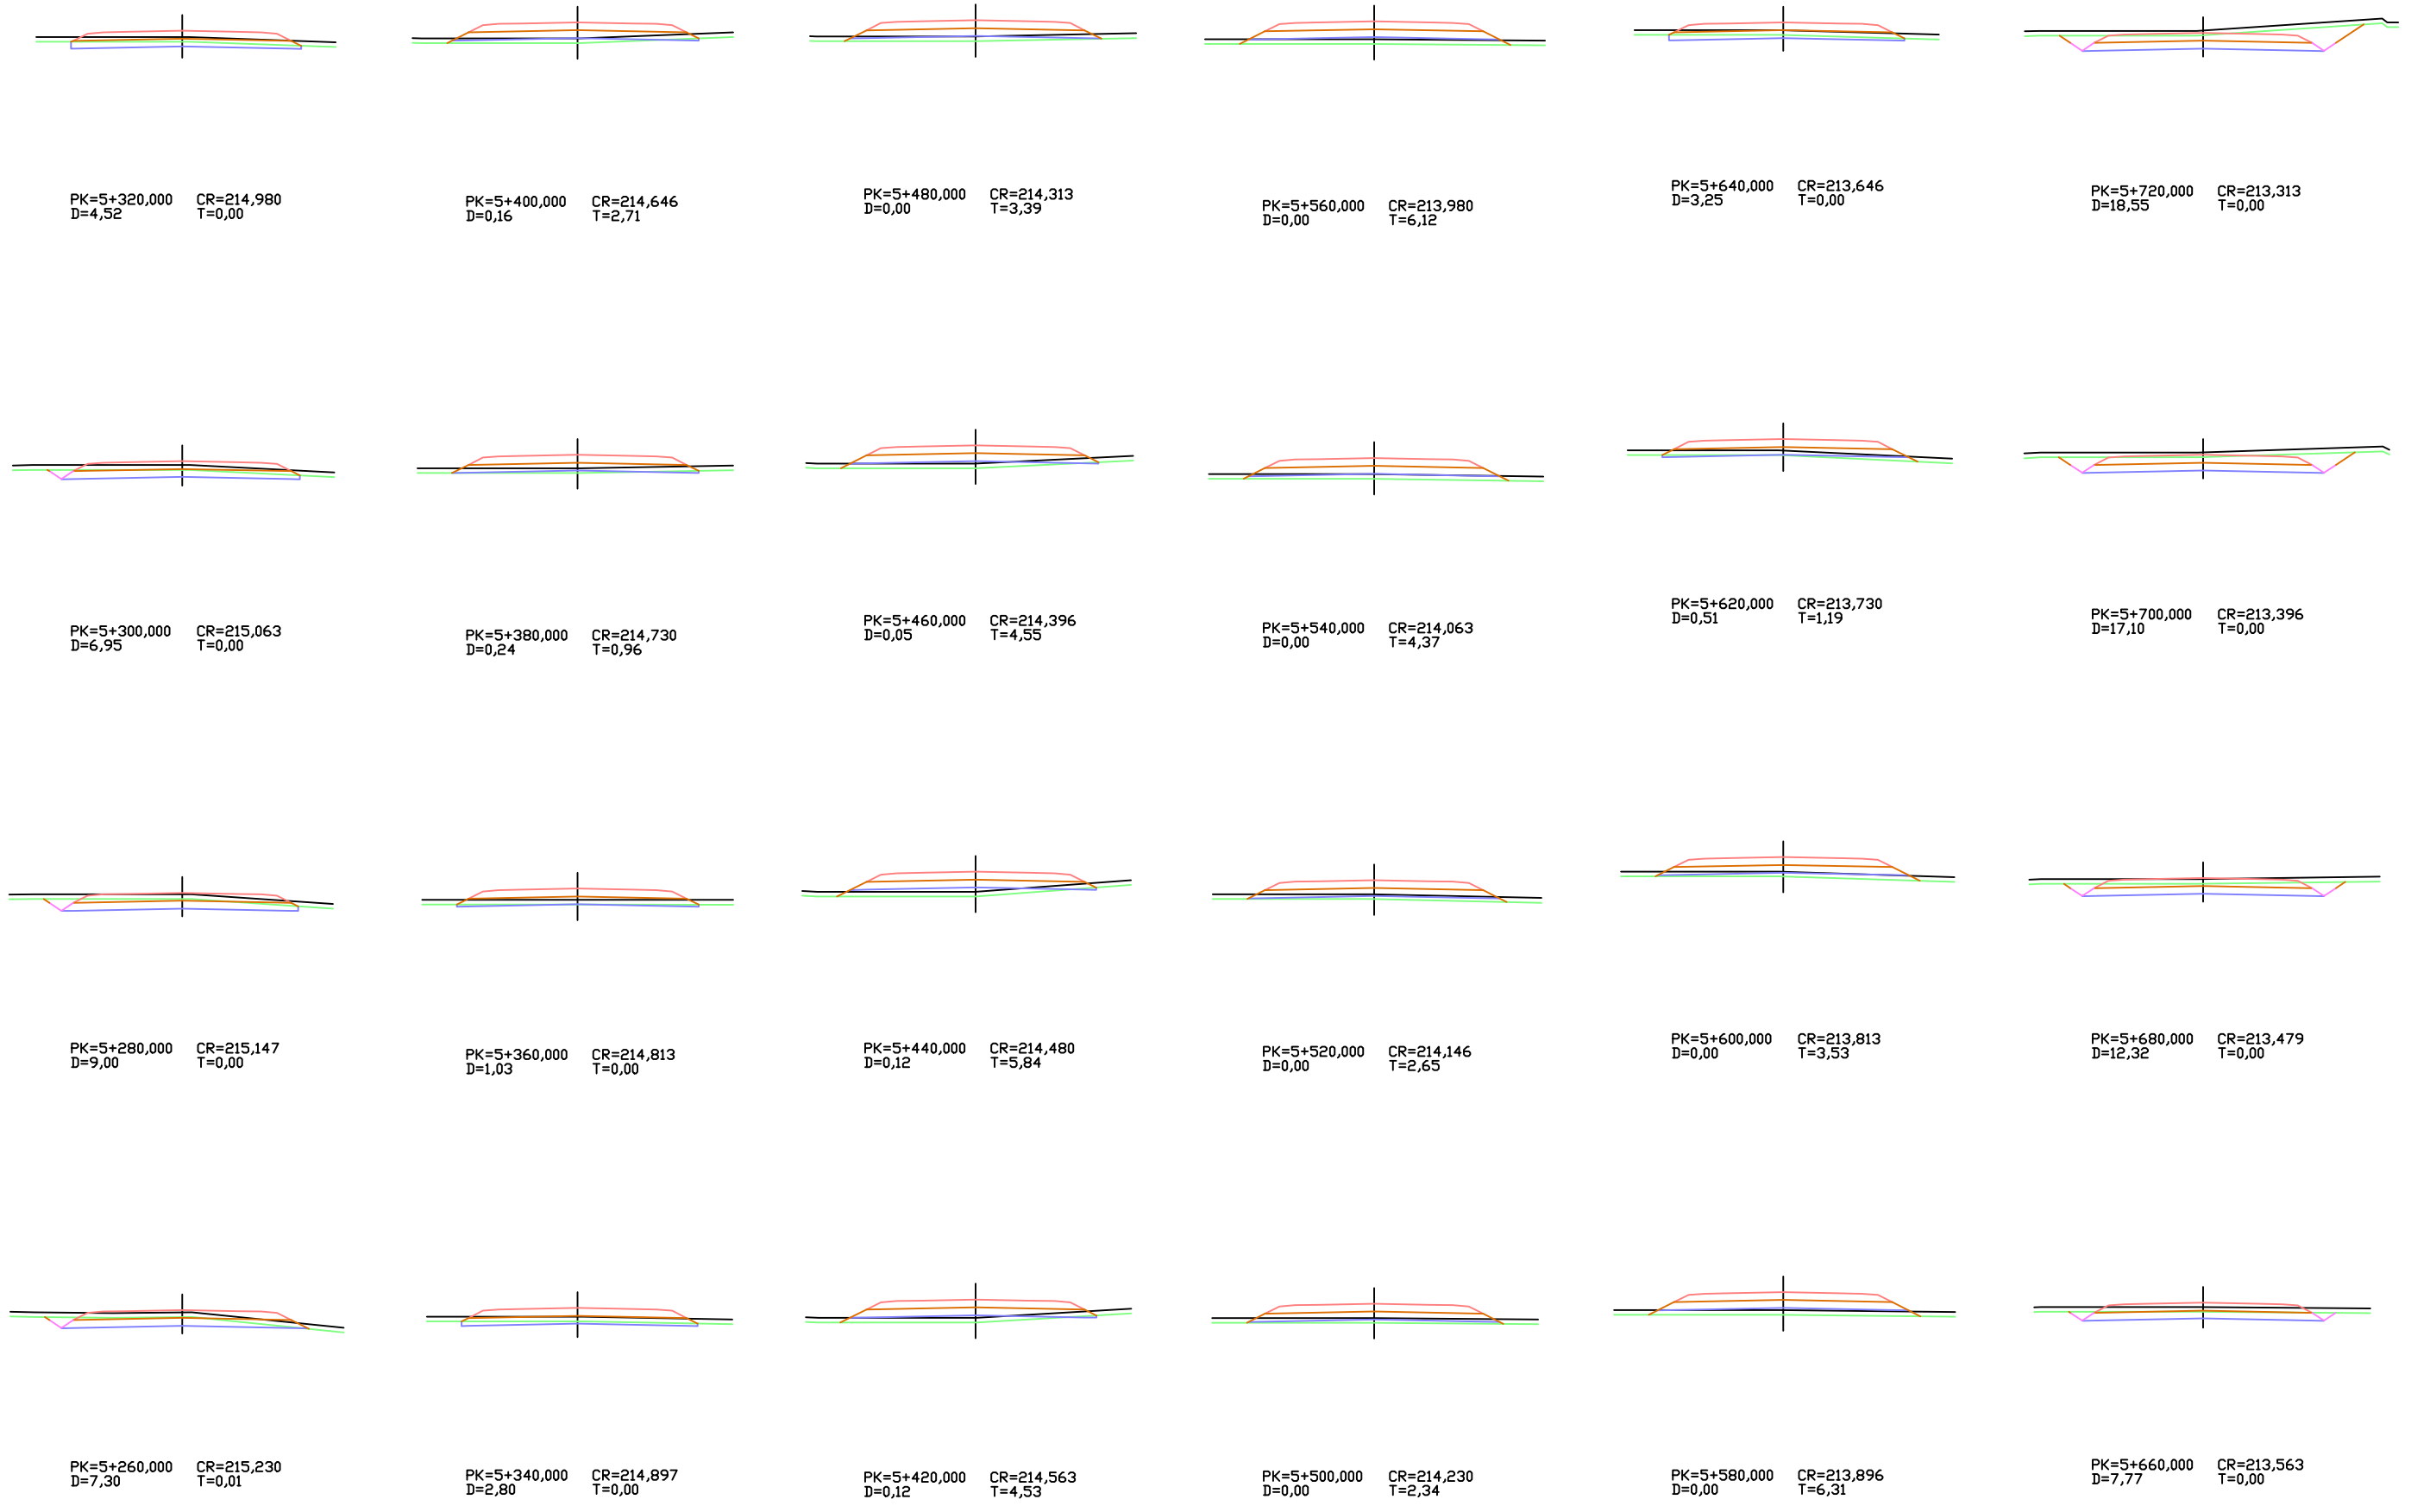 PK=5+320,000 CR=214,980
D=4,52 T=0,00
PK=5+400,000 CR=214,646
D=0,16 T=2,71
PK=5+480,000 CR=214,313
D=0,00 T=3,39
PK=5+560,000 CR=213,980
D=0,00 T=6,12
PK=5+640,000 CR=213,646
D=3,25 T=0,00
PK=5+720,000 CR=213,313
D=18,55 T=0,00
PK=5+300,000 CR=215,063
D=6,95 T=0,00
PK=5+380,000 CR=214,730
D=0,24 T=0,96
PK=5+460,000 CR=214,396
D=0,05 T=4,55
PK=5+540,000 CR=214,063
D=0,00 T=4,37
PK=5+620,000 CR=213,730
D=0,51 T=1,19
PK=5+700,000 CR=213,396
D=17,10 T=0,00
PK=5+280,000 CR=215,147
D=9,00 T=0,00
PK=5+360,000 CR=214,813
D=1,03 T=0,00
PK=5+440,000 CR=214,480
D=0,12 T=5,84
PK=5+520,000 CR=214,146
D=0,00 T=2,65
PK=5+600,000 CR=213,813
D=0,00 T=3,53
PK=5+680,000 CR=213,479
D=12,32 T=0,00
PK=5+260,000 CR=215,230
D=7,30 T=0,01
PK=5+340,000 CR=214,897
D=2,80 T=0,00
PK=5+420,000 CR=214,563
D=0,12 T=4,53
PK=5+500,000 CR=214,230
D=0,00 T=2,34
PK=5+580,000 CR=213,896
D=0,00 T=6,31
PK=5+660,000 CR=213,563
D=7,77 T=0,00